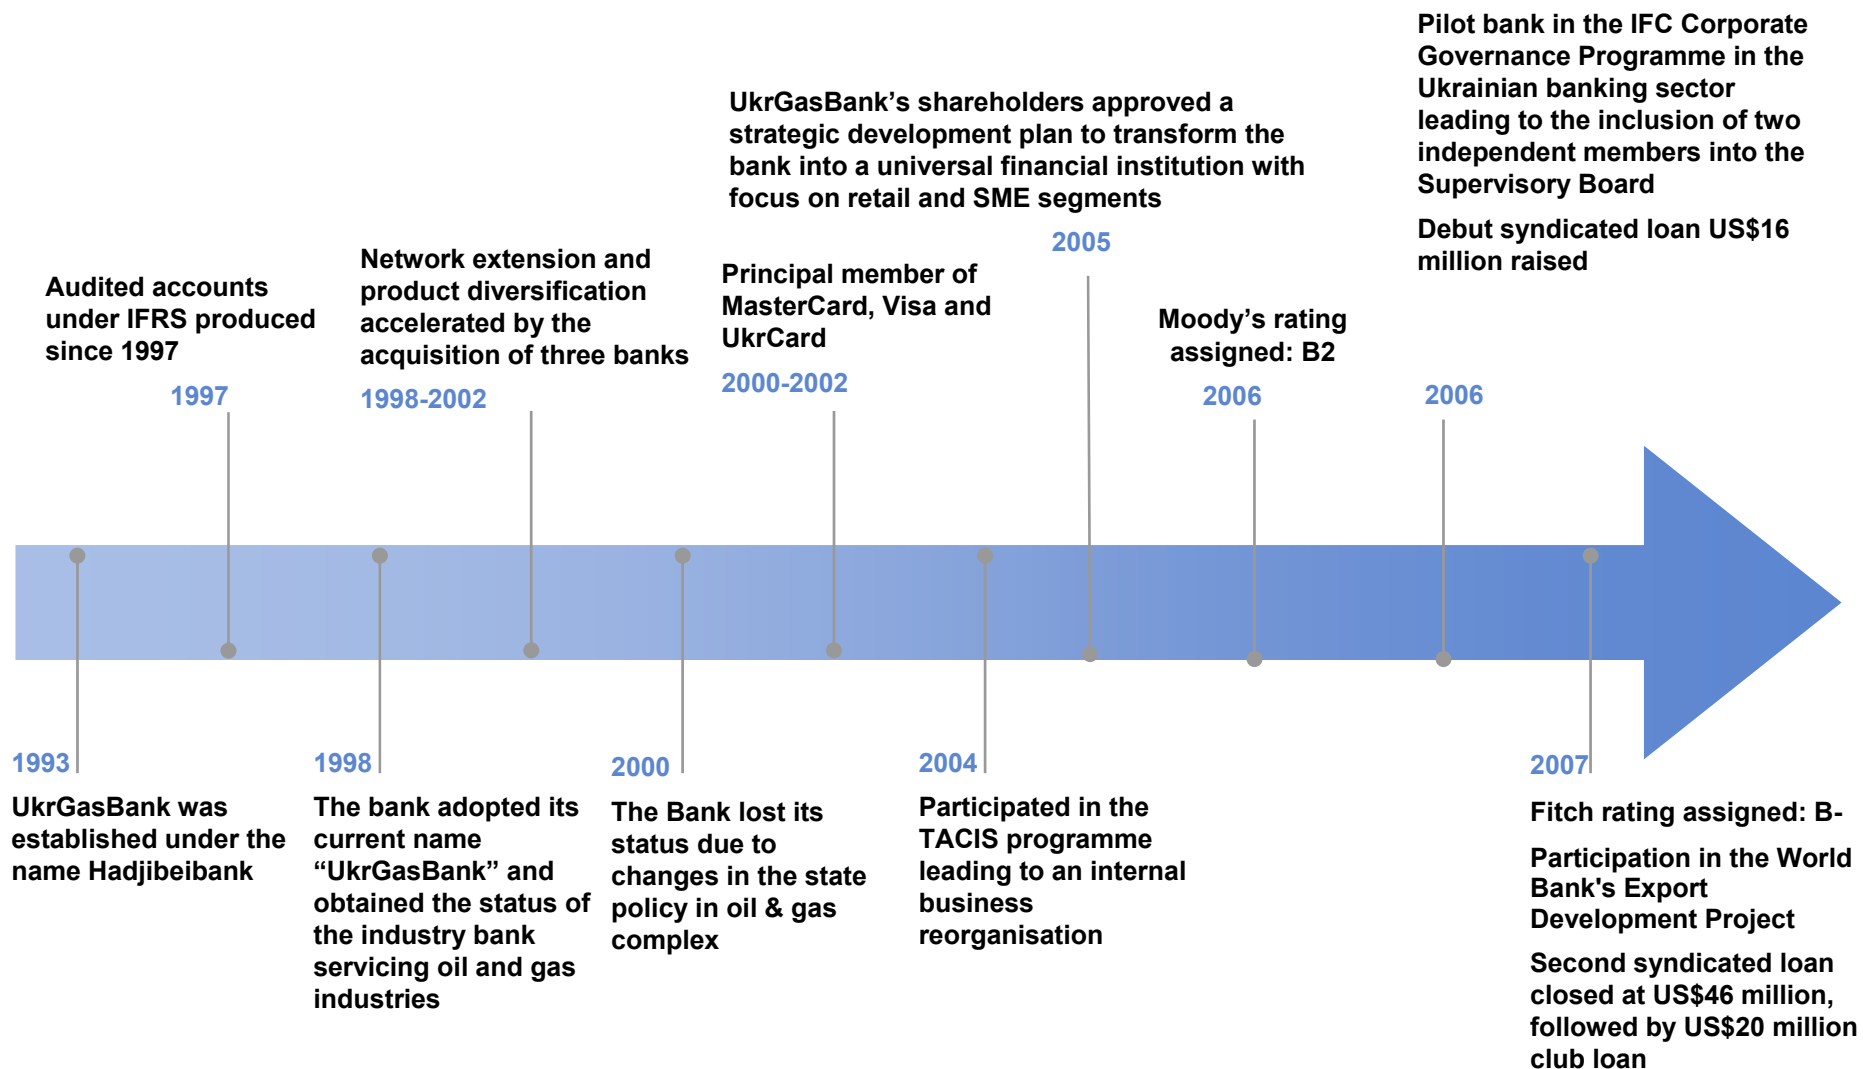 Pilot bank in the IFC Corporate
Governance Programme in the
Ukrainian banking sector
leading to the inclusion of two
independent members into the
Supervisory Board
Debut syndicated loan US$16
million raised
2006
UkrGasBank’s shareholders approved a
strategic development plan to transform the
bank into a universal financial institution with
focus on retail and SME segments
2005
Audited accounts
under IFRS produced
since 1997
1997
Network extension and
product diversification
accelerated by the
acquisition of three banks
1998-2002
Principal member of
MasterCard, Visa and
UkrCard
2000-2002
Moody’s rating
assigned: B2
2006
1993
UkrGasBank was
established under the
name Hadjibeibank
1998
The bank adopted its
current name
“UkrGasBank” and
obtained the status of
the industry bank
servicing oil and gas
industries
2000
The Bank lost its
status due to
changes in the state
policy in oil & gas
complex
2004
Participated in the
TACIS programme
leading to an internal
business
reorganisation
2007
Fitch rating assigned: B-
Participation in the World
Bank's Export
Development Project
Second syndicated loan
closed at US$46 million,
followed by US$20 million
club loan